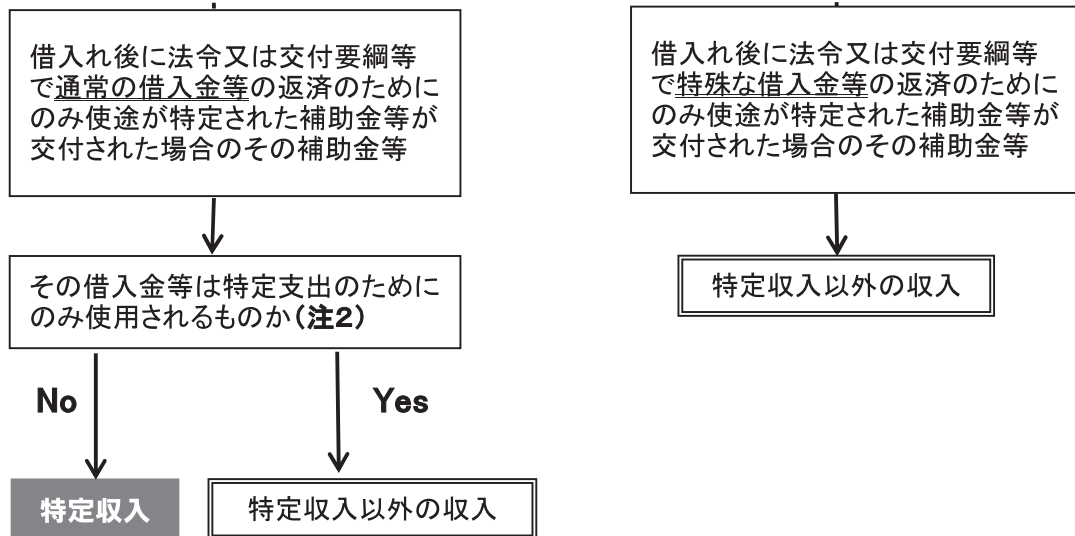 借入れ後に法令又は交付要綱等
で通常の借入金等の返済のために
のみ使途が特定された補助金等が
交付された場合のその補助金等
その借入金等は特定支出のために
のみ使用されるものか(注2)
No
Yes
特定収入
特定収入以外の収入
借入れ後に法令又は交付要綱等
で特殊な借入金等の返済のために
のみ使途が特定された補助金等が
交付された場合のその補助金等
特定収入以外の収入